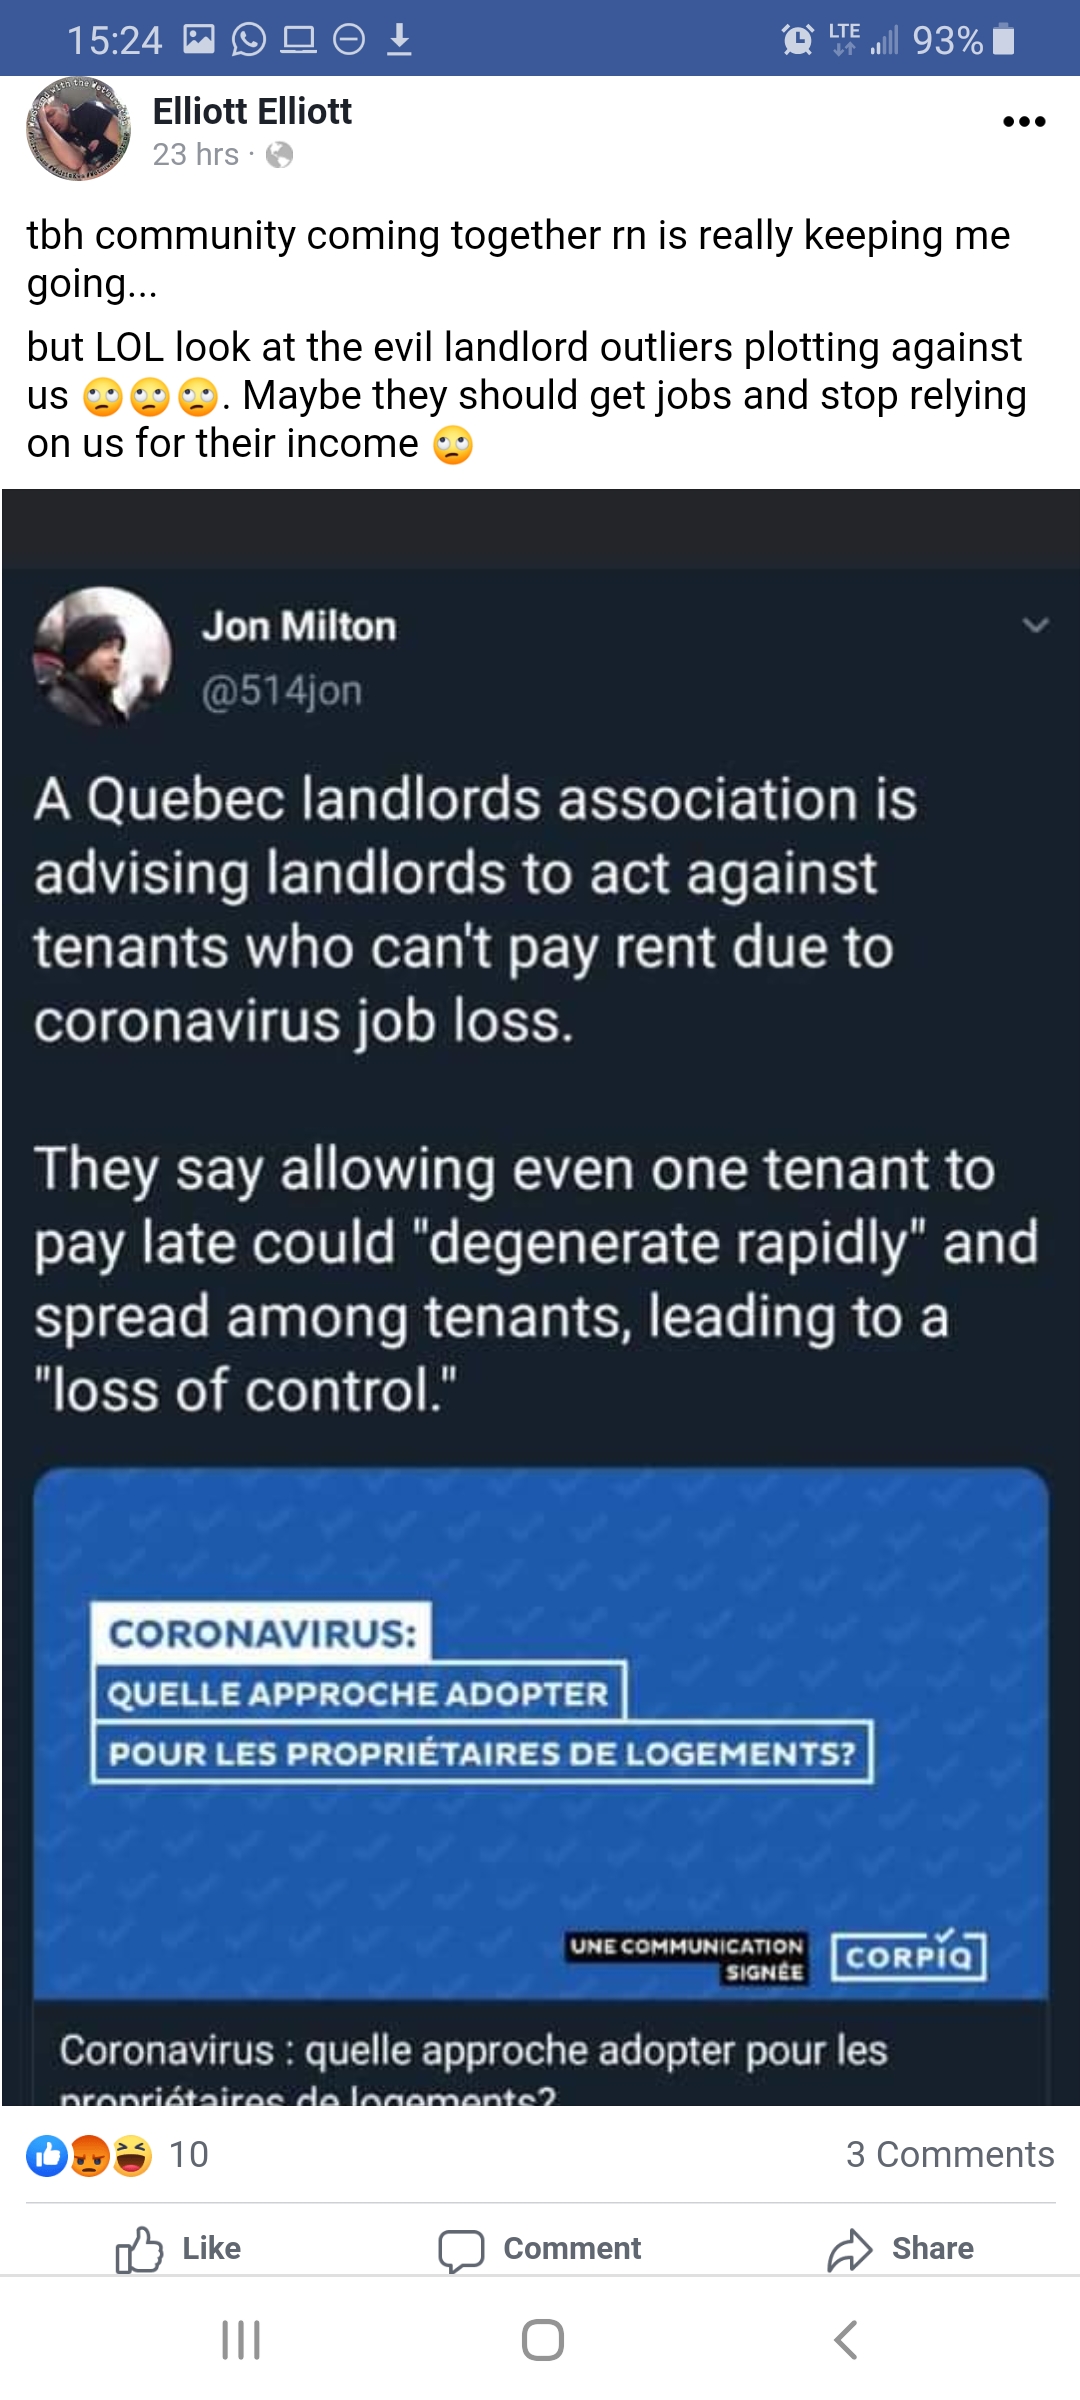 15:24
LTE
93%
Elliott Elliott
23 hrs ·
tbh community coming together rn is really keeping me
going...
but LOL look at the evil landlord outliers plotting against
us 🙄🙄🙄. Maybe they should get jobs and stop relying
on us for their income 🙄
Jon Milton
@514jon
A Quebec landlords association is
advising landlords to act against
tenants who can't pay rent due to
coronavirus job loss.
They say allowing even one tenant to
pay late could "degenerate rapidly" and
spread among tenants, leading to a
"loss of control."
CORONAVIRUS:
QUELLE APPROCHE ADOPTER
POUR LES PROPRIÉTAIRES DE LOGEMENTS?
UNE COMMUNICATION
SIGNÉE
CORPIQ
Coronavirus : quelle approche adopter pour les
propriétaires de logements?
10
3 Comments
Like
Comment
Share